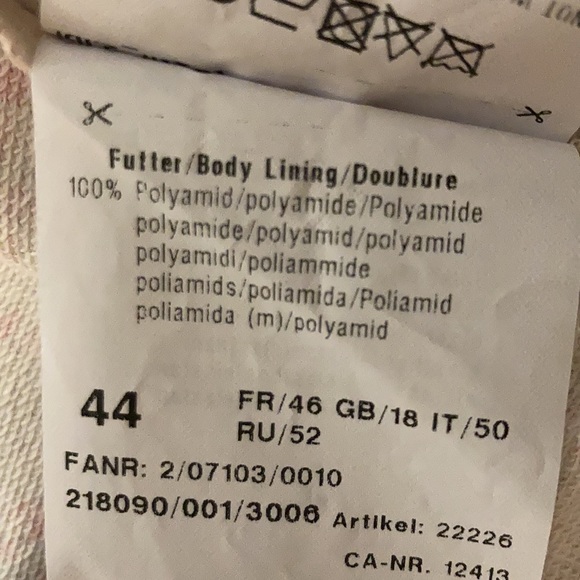 Futter/Body Lining/Doublure
100% Polyamid/polyamide/Polyamide
polyamide/polyamid/polyamid
polyamidi/poliammide
poliamids/poliamida/Poliamid
poliamida (m)/polyamid
44 FR/46 GB/18 IT/50
RU/52
FANR: 2/07103/0010
218090/001/3006 Artikel: 22226
CA-NR. 12413